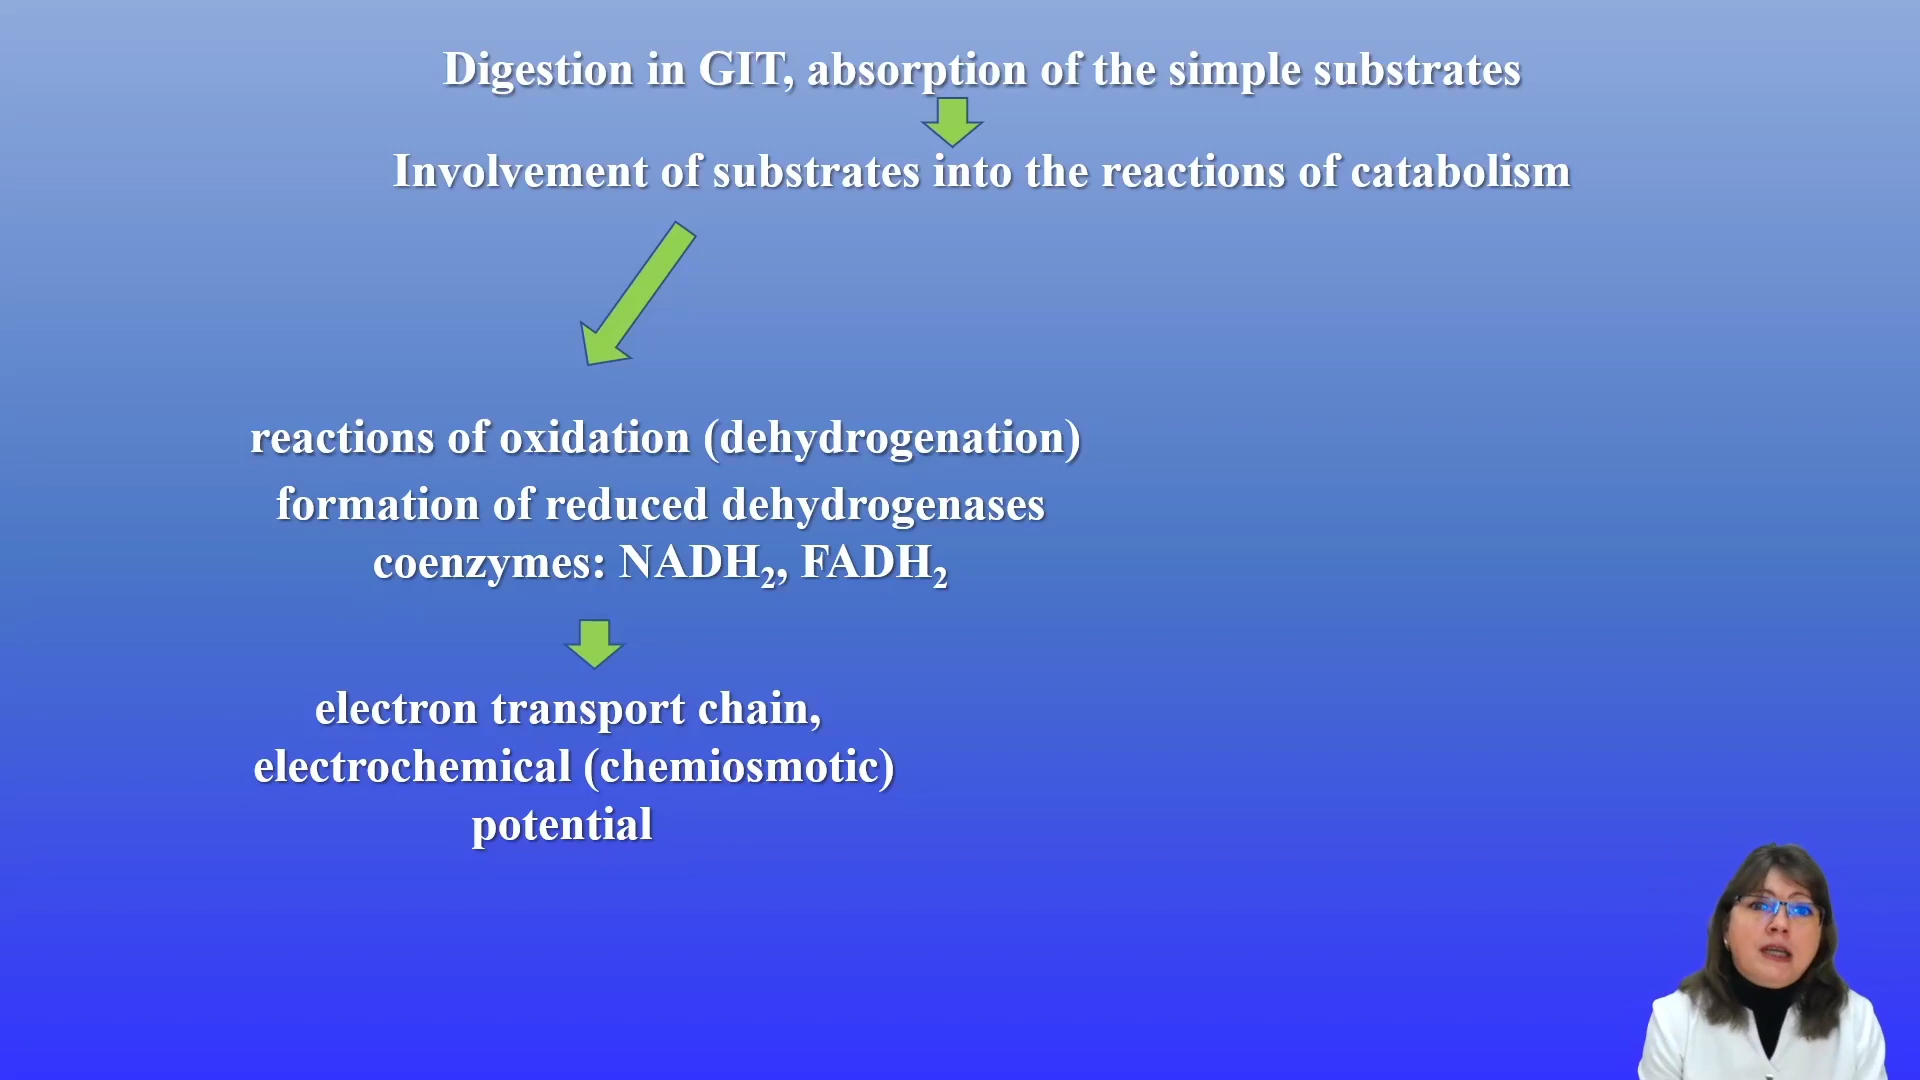 Digestion in GIT, absorption of the simple substrates
Involvement of substrates into the reactions of catabolism
reactions of oxidation (dehydrogenation)
formation of reduced dehydrogenases
coenzymes: NADH₂, FADH₂
electron transport chain,
electrochemical (chemiosmotic)
potential